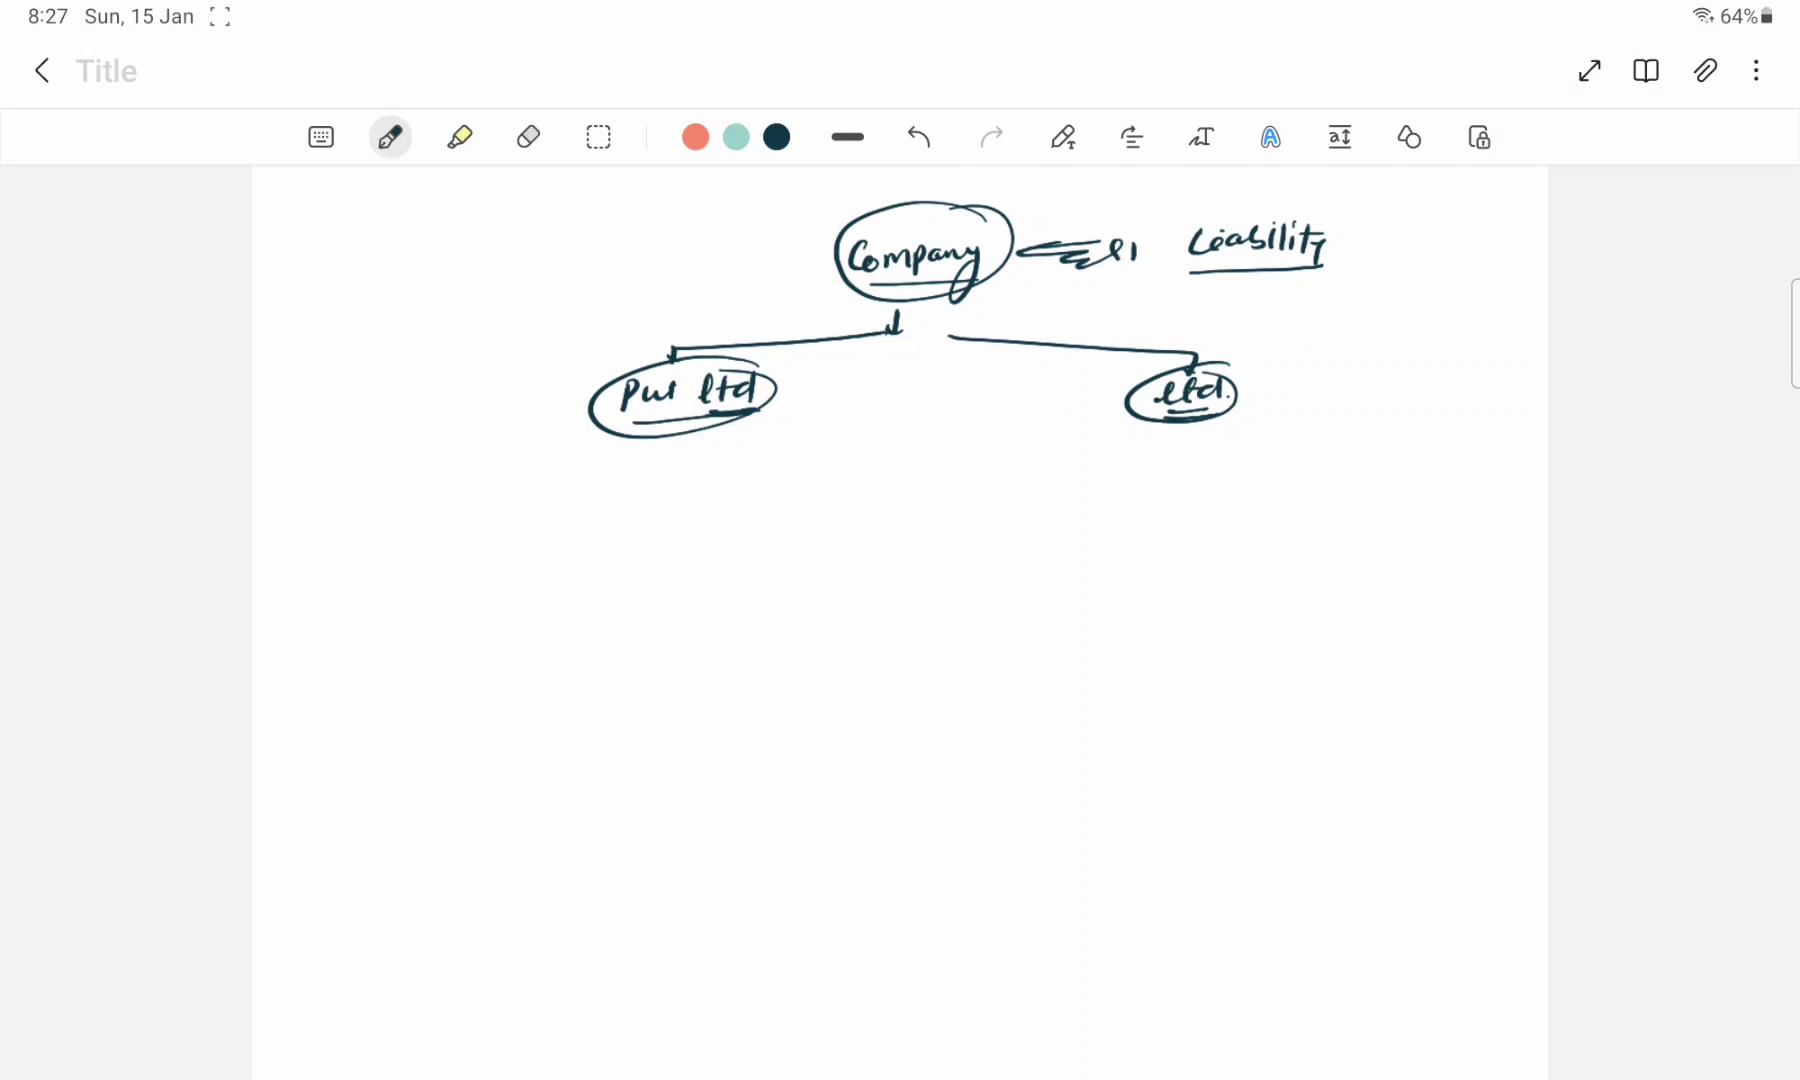 8:27 Sun, 15 Jan 64%
Title
Company Liability
Pvt ltd ltd.